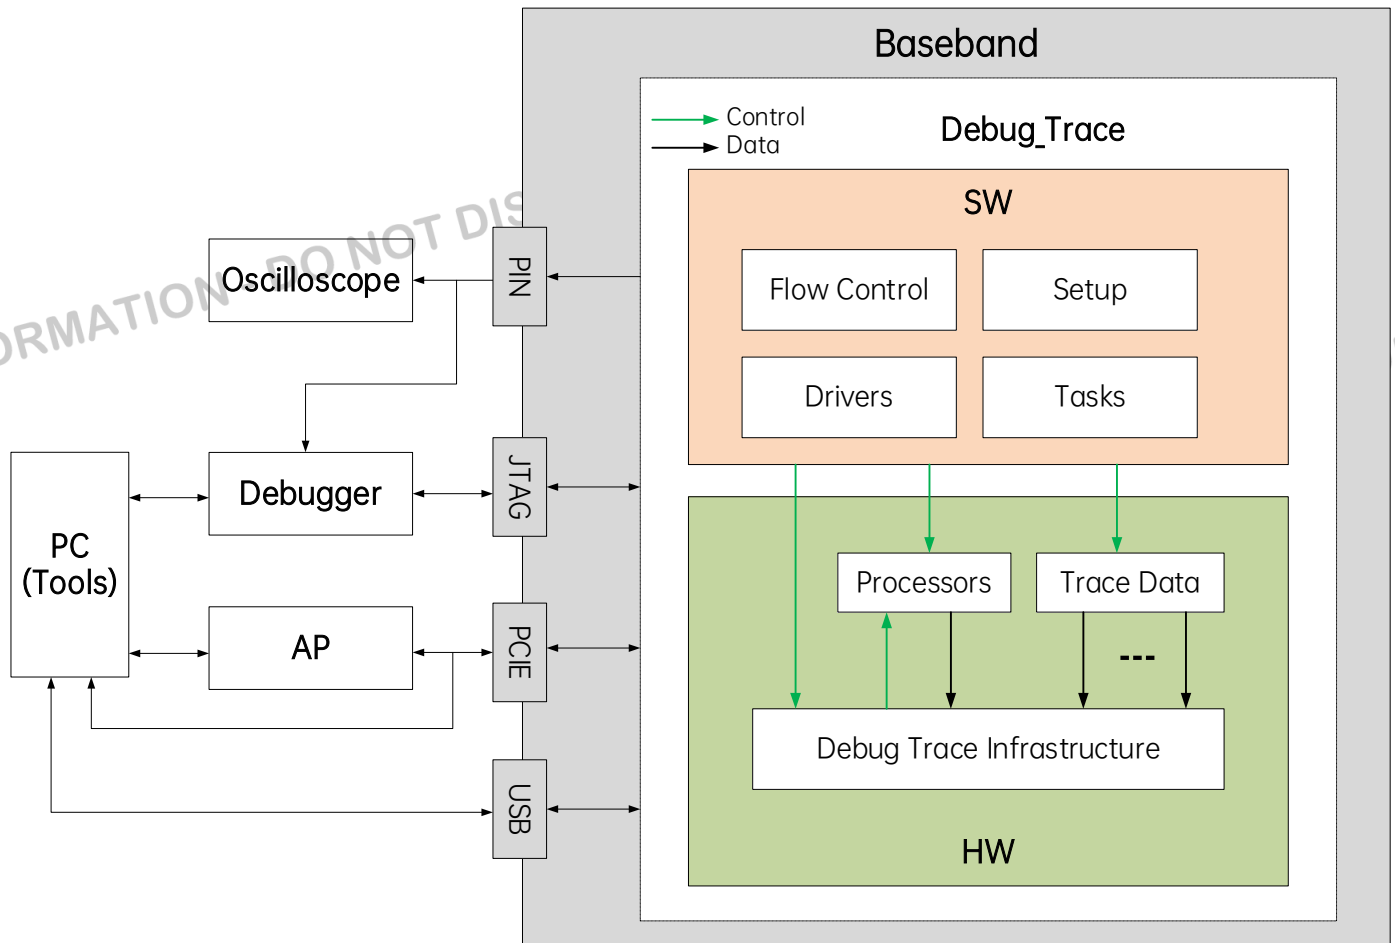 Baseband
Control
Data
Debug_Trace
SW
ORMATION - DO NOT DIS
Oscilloscope
PIN
Flow Control
Setup
Drivers
Tasks
JTAG
Debugger
PC
(Tools)
Processors
Trace Data
---
AP
PCIE
Debug Trace Infrastructure
USB
HW